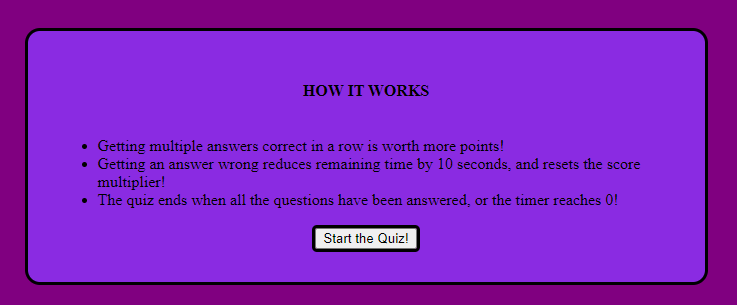 HOW IT WORKS
Getting multiple answers correct in a row is worth more points!
Getting an answer wrong reduces remaining time by 10 seconds, and resets the score
multiplier!
The quiz ends when all the questions have been answered, or the timer reaches 0!
Start the Quiz!